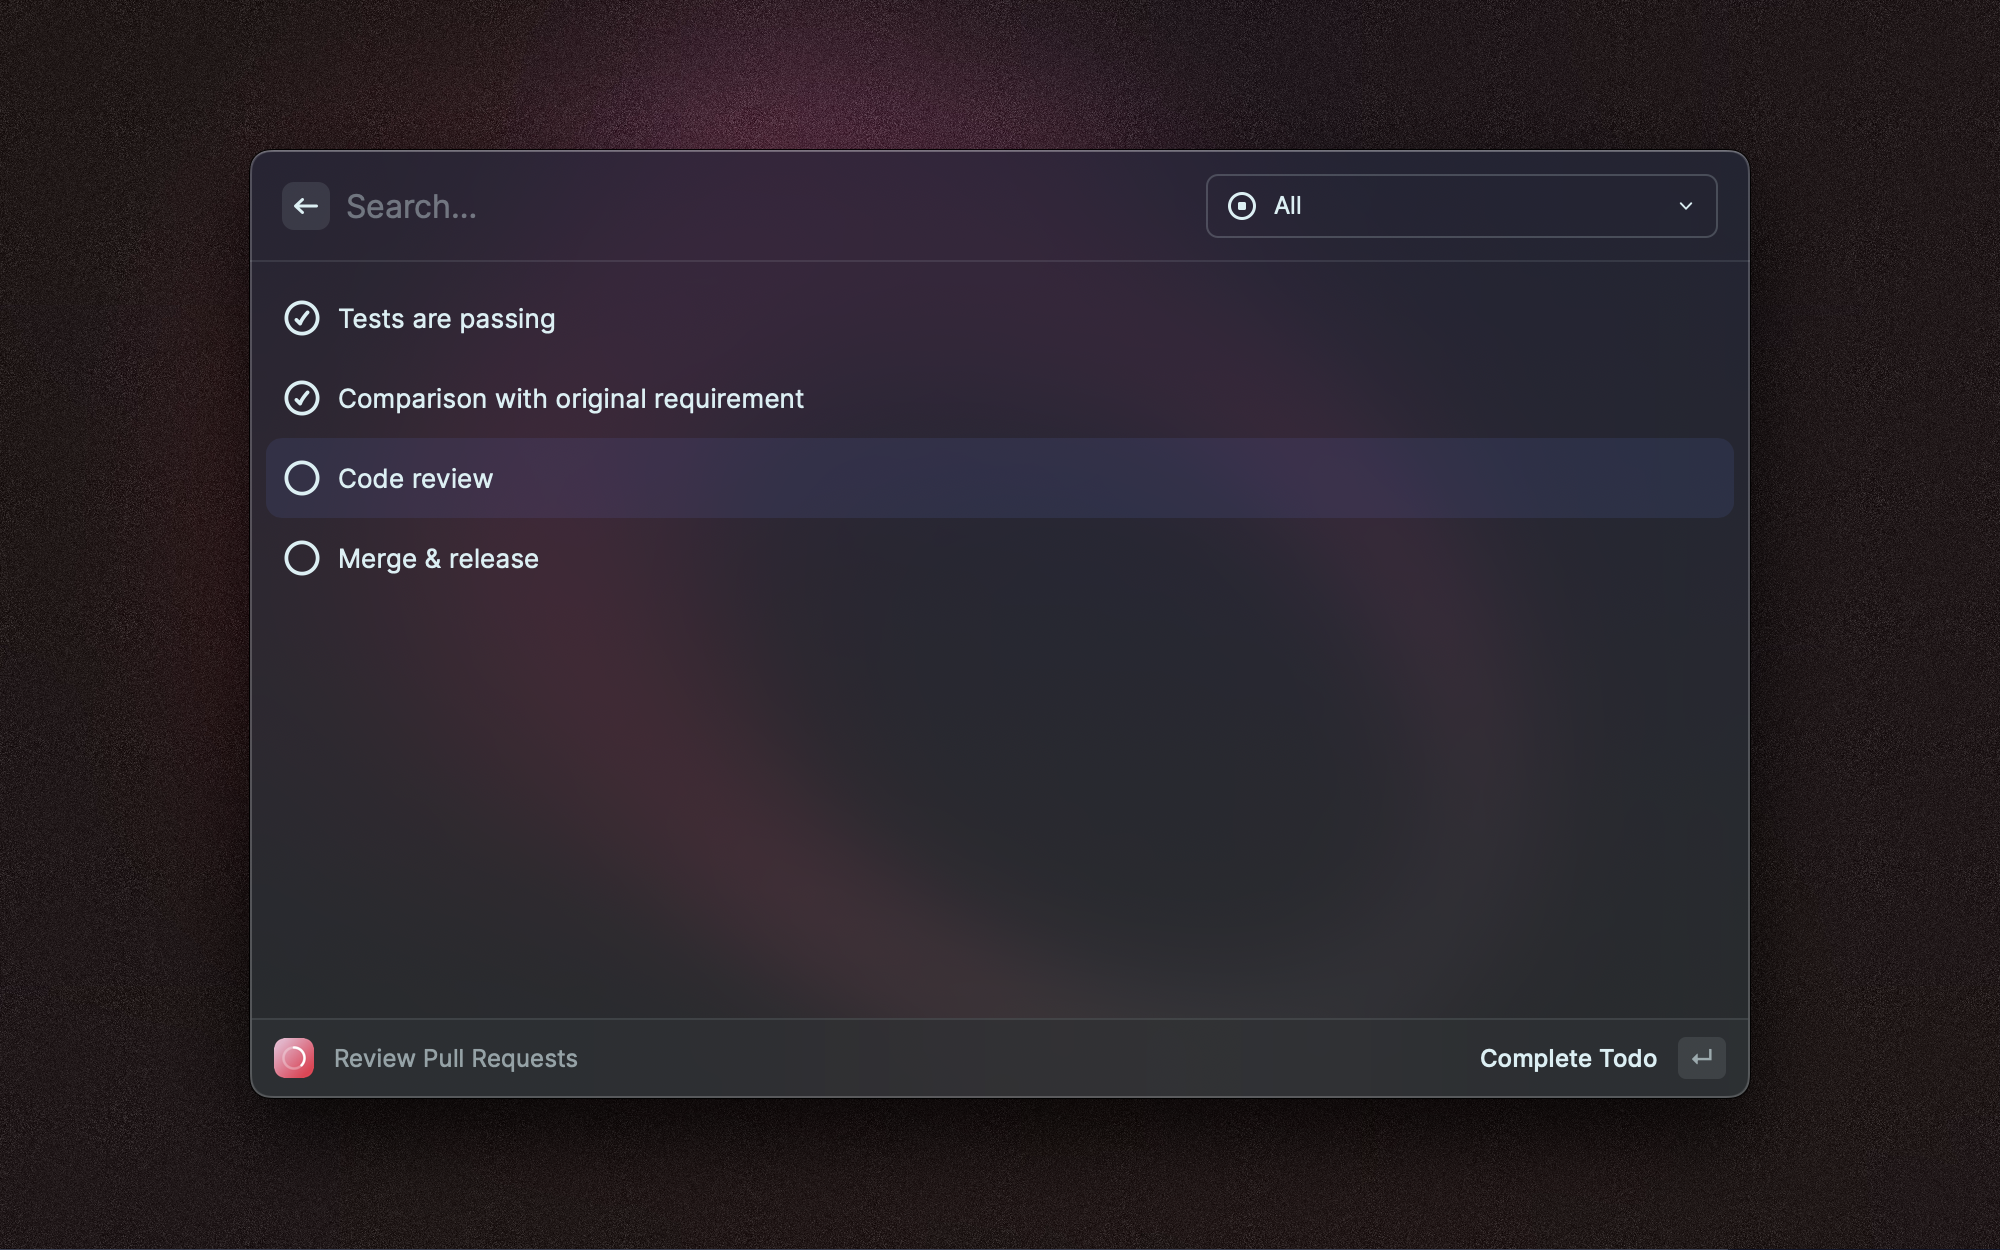 Search...
All
Tests are passing
Comparison with original requirement
Code review
Merge & release
Review Pull Requests
Complete Todo